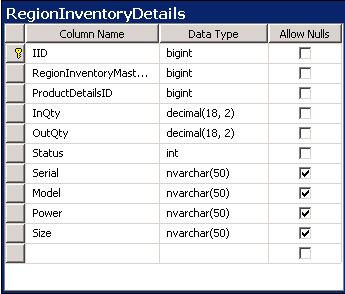 RegionInventoryDetails
Column Name Data Type Allow Nulls
IID bigint
RegionInventoryMast... bigint
ProductDetailsID bigint
InQty decimal(18, 2)
OutQty decimal(18, 2)
Status int
Serial nvarchar(50)
Model nvarchar(50)
Power nvarchar(50)
Size nvarchar(50)